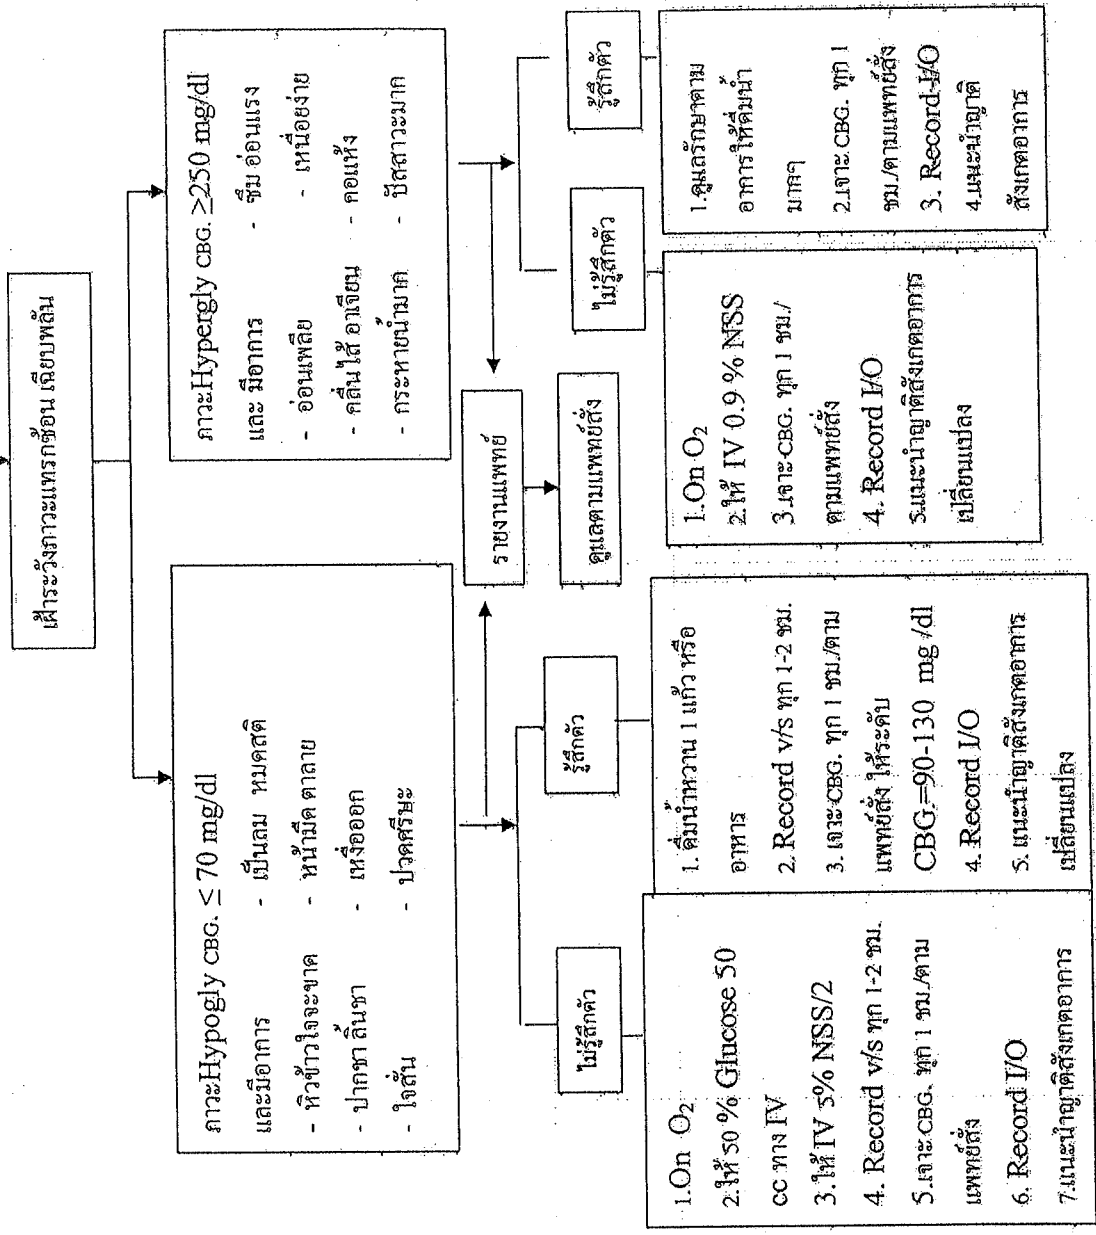 เฝ้าระวังภาวะแทรกซ้อน เฉียบพลัน
ภาวะHypogly CBG. ≤ 70 mg/dl
และมีอาการ - เป็นลม หมดสติ
- หิวข้าวใจจะขาด - หน้ามืด ตาลาย
- ปากชา ลิ้นชา - เหงื่อออก
- ใจสั่น - ปวดศรีษะ
ภาวะHypergly CBG. ≥250 mg/dl
และ มีอาการ - ซึม อ่อนแรง
- อ่อนเพลีย - เหนื่อยง่าย
- คลื่นไส้ อาเจียน - คอแห้ง
- กระหายน้ำมาก - ปัสสาวะมาก
รายงานแพทย์
ดูแลตามแพทย์สั่ง
ไม่รู้สึกตัว
รู้สึกตัว
ไม่รู้สึกตัว
รู้สึกตัว
1.On O2
2.ให้ 50 % Glucose 50
cc ทาง IV
3.ให้IV 5% NSS/2
4. Record v/s ทุก 1-2 ชม.
5.เจาะCBG. ทุก 1 ชม./ตาม
แพทย์สั่ง
6. Record I/O
7.แนะนำญาติสังเกตอาการ
1. ดื่มน้ำหวาน 1 แก้ว หรือ
อาหาร
2. Record v/s ทุก 1-2 ชม.
3. เจาะCBG. ทุก 1 ชม./ตาม
แพทย์สั่ง ให้ระดับ
CBG=90-130 mg /dl
4. Record I/O
5. แนะนำญาติสังเกตอาการ
เปลี่ยนแปลง
1.On O2
2.ให้ IV 0.9 % NSS
3.เจาะCBG. ทุก 1 ชม./
ตามแพทย์สั่ง
4. Record I/O
5.แนะนำญาติสังเกตอาการ
เปลี่ยนแปลง
1.ดูแลรักษาตาม
อาการให้ดื่มน้ำ
มากๆ
2.เจาะ CBG. ทุก 1
ชม./ตามแพทย์สั่ง
3. Record I/O
4.แนะนำญาติ
สังเกตอาการ